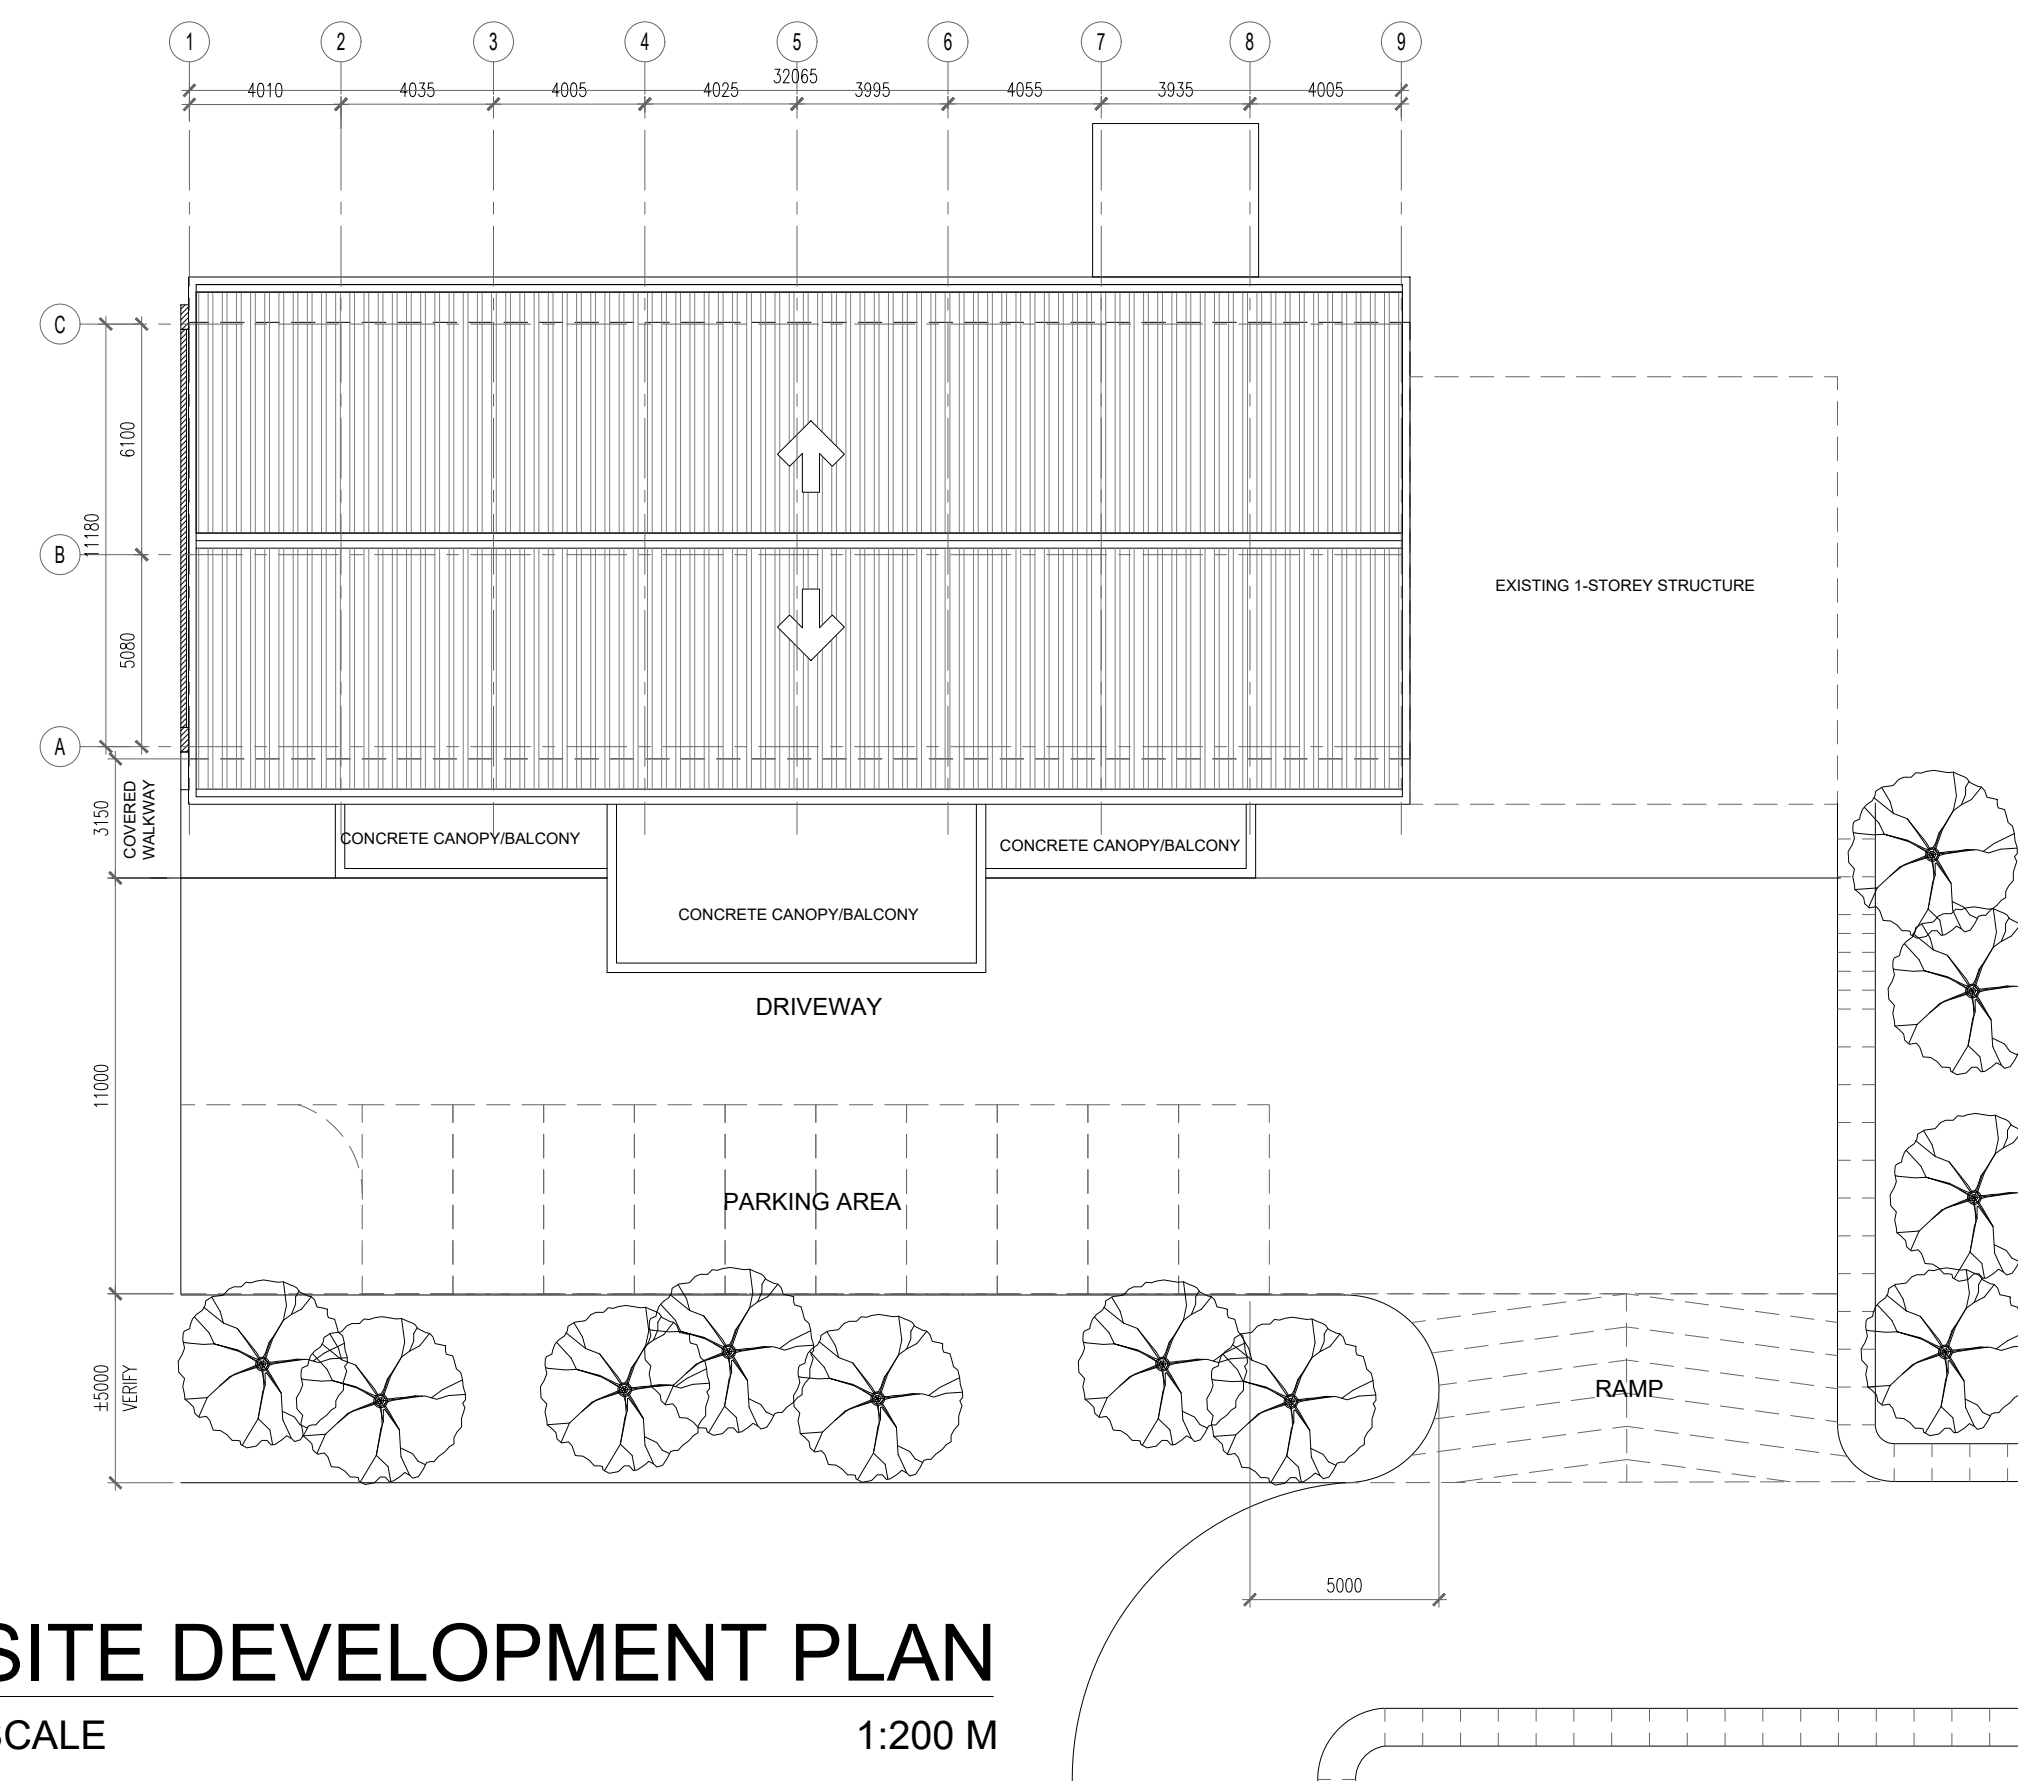 1 2 3 4 5 6 7 8 9
32065
4010 4035 4005 4025 3995 4055 3935 4005
C
6100
11180
B
EXISTING 1-STOREY STRUCTURE
5080
A
3150
COVERED
WALKWAY
CONCRETE CANOPY/BALCONY
CONCRETE CANOPY/BALCONY
CONCRETE CANOPY/BALCONY
DRIVEWAY
11000
PARKING AREA
±5000
VERIFY
RAMP
5000
SITE DEVELOPMENT PLAN
SCALE 1:200 M